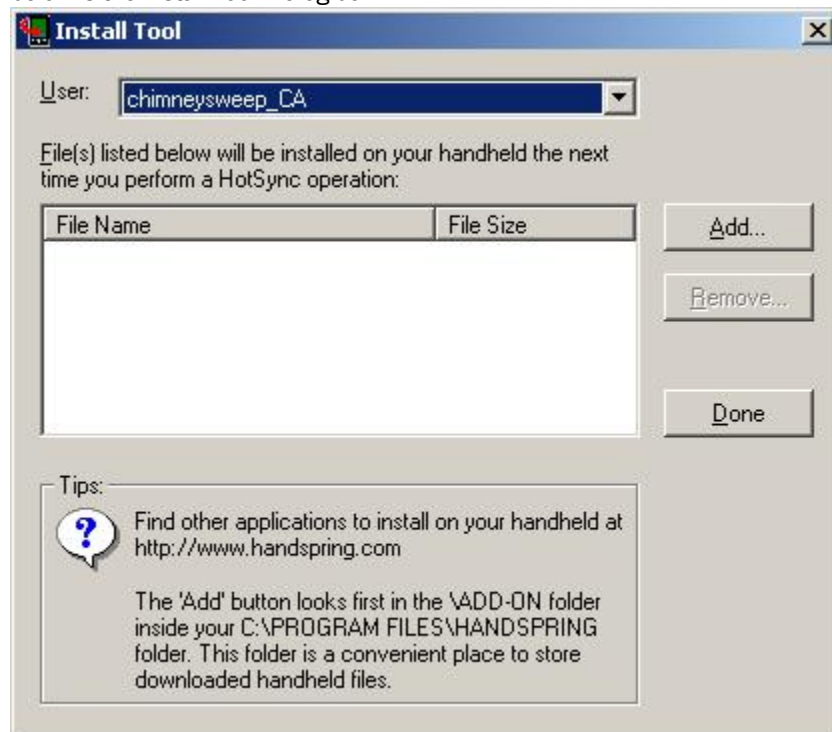 Install Tool
User: chimneysweep_CA
File(s) listed below will be installed on your handheld the next
time you perform a HotSync operation:
File Name File Size
Add...
Remove...
Done
Tips:
Find other applications to install on your handheld at
http://www.handspring.com
The 'Add' button looks first in the \ADD-ON folder
inside your C:\PROGRAM FILES\HANDSPRING
folder. This folder is a convenient place to store
downloaded handheld files.